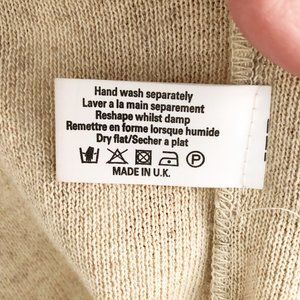 Hand wash separately
Laver a la main separement
Reshape whilst damp
Remettre en forme lorsque humide
Dry flat/Secher a plat
P
MADE IN U.K.